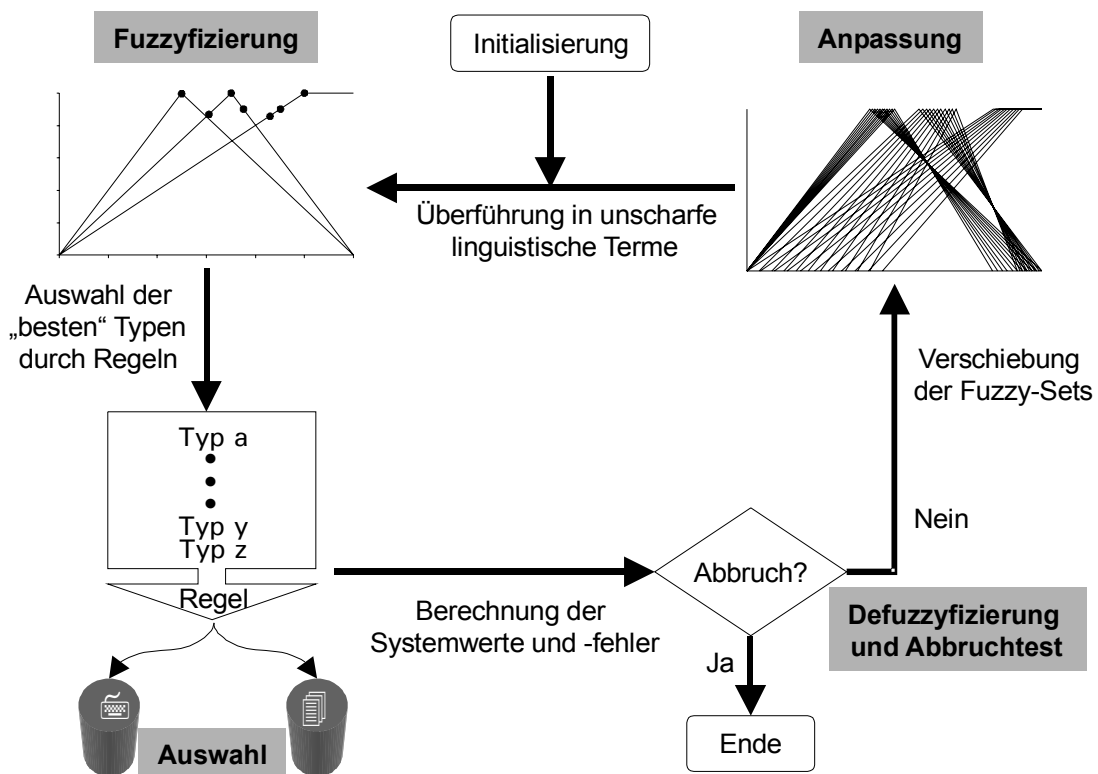 Fuzzyfizierung
Initialisierung
Anpassung
Überführung in unscharfe
linguistische Terme
Auswahl der
„besten“ Typen
durch Regeln
Verschiebung
der Fuzzy-Sets
Typ a
Typ y
Typ z
Regel
Nein
Abbruch?
Berechnung der
Systemwerte und -fehler
Defuzzyfizierung
und Abbruchtest
Ja
Auswahl
Ende